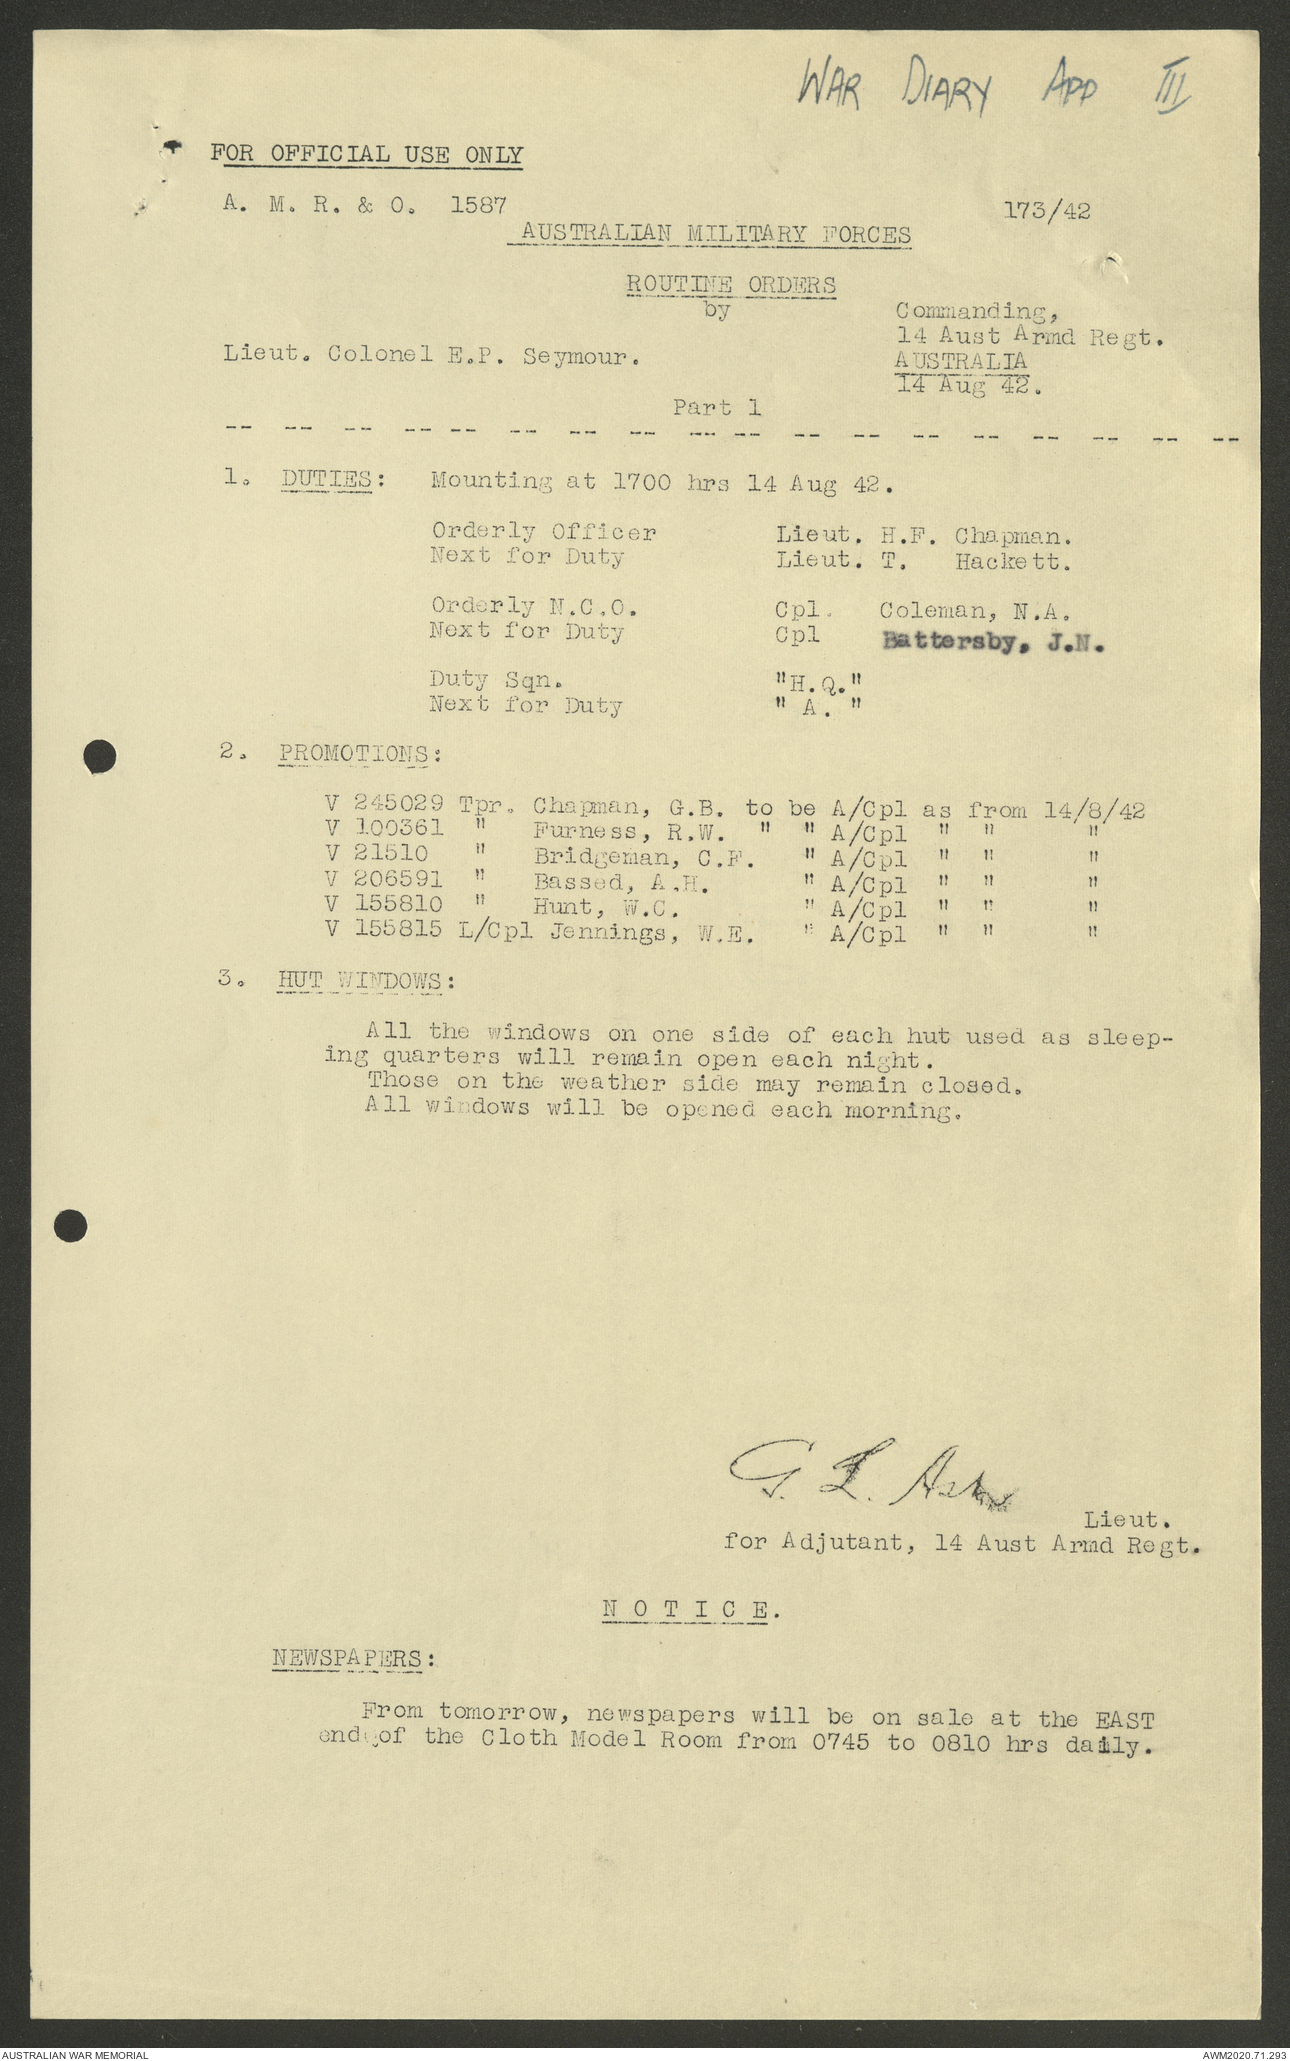 WAR DIARY APP III
FOR OFFICIAL USE ONLY
A. M. R. & O. 1587 173/42
AUSTRALIAN MILITARY FORCES
ROUTINE ORDERS
by
Commanding,
14 Aust Armd Regt.
Lieut. Colonel E.P. Seymour.
AUSTRALIA
14 Aug 42.
Part 1
-- -- -- -- -- -- -- -- -- -- -- -- -- -- -- -- -- --
1. DUTIES: Mounting at 1700 hrs 14 Aug 42.
Orderly Officer Lieut. H.F. Chapman.
Next for Duty Lieut. T. Hackett.
Orderly N.C.O. Cpl. Coleman, N.A.
Next for Duty Cpl Battersby, J.N.
Duty Sqn. "H.Q."
Next for Duty " A. "
2. PROMOTIONS:
V 245029 Tpr. Chapman, G.B. to be A/Cpl as from 14/8/42
V 100361 " Furness, R.W. " " A/Cpl " " "
V 21510 " Bridgeman, C.F. " A/Cpl " " "
V 206591 " Bassed, A.H. " A/Cpl " " "
V 155810 " Hunt, W.C. " A/Cpl " " "
V 155815 L/Cpl Jennings, W.E. " A/Cpl " " "
3. HUT WINDOWS:
All the windows on one side of each hut used as sleep-
ing quarters will remain open each night.
Those on the weather side may remain closed.
All windows will be opened each morning.
G. L.
Lieut.
for Adjutant, 14 Aust Armd Regt.
N O T I C E.
NEWSPAPERS:
From tomorrow, newspapers will be on sale at the EAST
end of the Cloth Model Room from 0745 to 0810 hrs daily.
AUSTRALIAN WAR MEMORIAL AWM2020.71.293